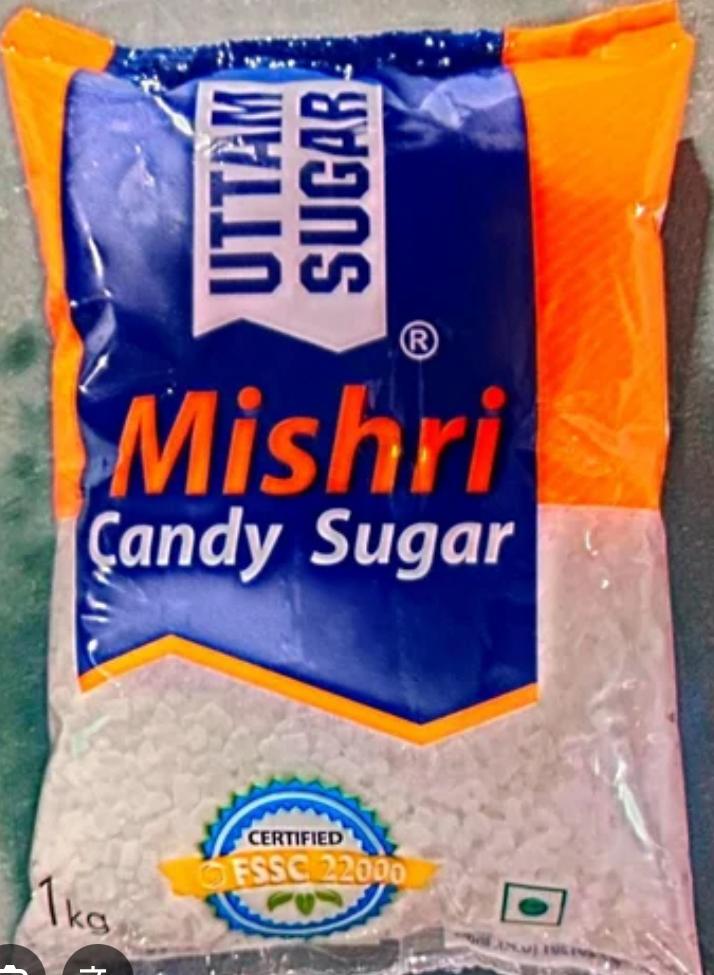 UTTAM
SUGAR
®
Mishri
Candy Sugar
CERTIFIED
FSSC 22000
1kg